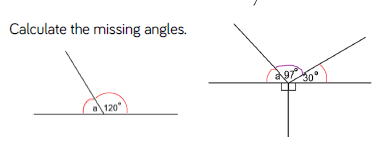 Calculate the missing angles.
a 120°
a 97° 30°